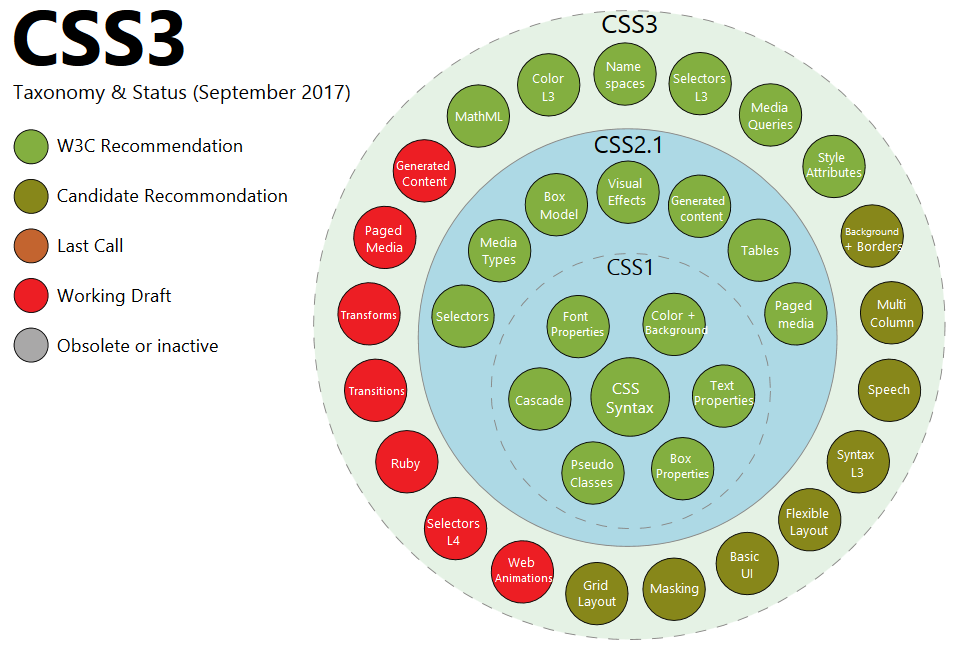 CSS3
Taxonomy & Status (September 2017)
W3C Recommendation
Candidate Recommondation
Last Call
Working Draft
Obsolete or inactive
CSS3
Name
spaces
Selectors
L3
Media
Queries
Style
Attributes
Background
+ Borders
Multi
Column
Speech
Syntax
L3
Flexible
Layout
Basic
UI
Masking
Grid
Layout
Web
Animations
Selectors
L4
Ruby
Transitions
Transforms
Paged
Media
Generated
Content
MathML
Color
L3
CSS2.1
Visual
Effects
Generated
content
Tables
Paged
media
Selectors
Media
Types
Box
Model
CSS1
Font
Properties
Color +
Background
Cascade
CSS
Syntax
Text
Properties
Pseudo
Classes
Box
Properties